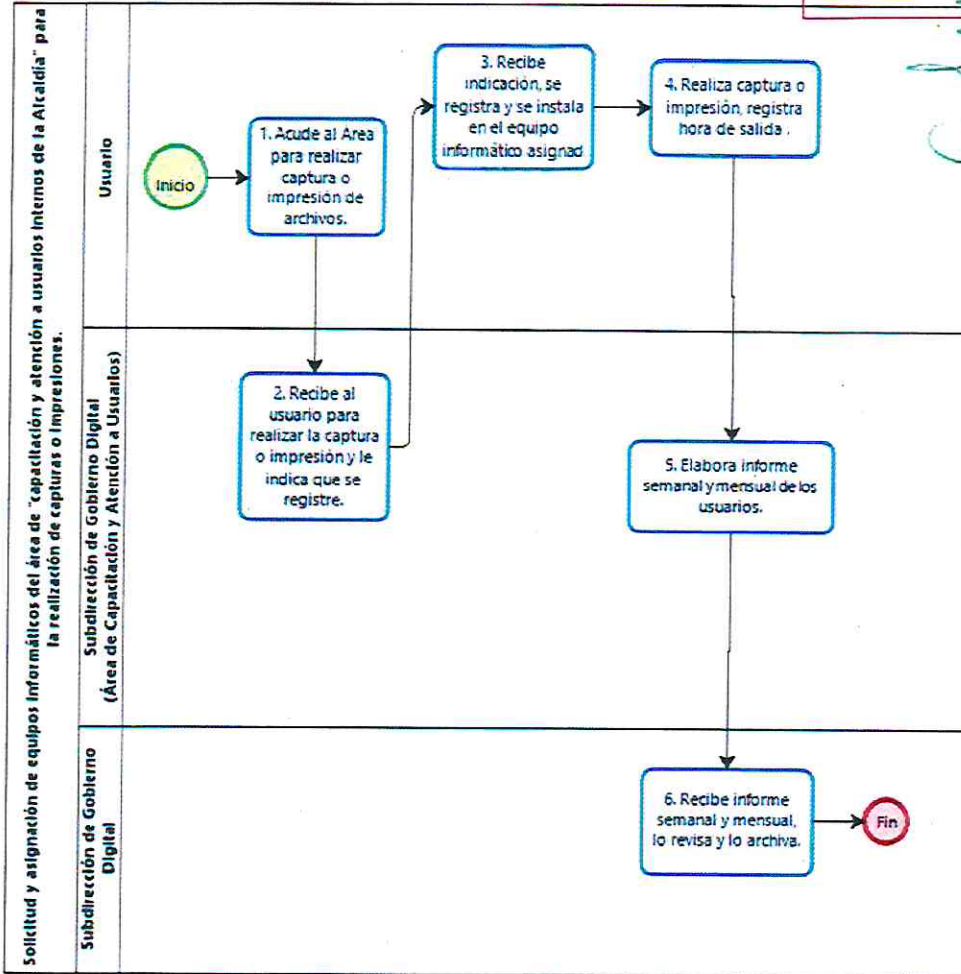 Solicitud y asignación de equipos informáticos del área de "capacitación y atención a usuarios internos de la Alcaldía" para
la realización de capturas o impresiones.
Usuario
Inicio
1. Acude al Area
para realizar
captura o
impresión de
archivos.
3. Recibe
indicación, se
registra y se instala
en el equipo
informático asignad
4. Realiza captura o
impresión, registra
hora de salida .
Subdirección de Gobierno Digital
(Área de Capacitación y Atención a Usuarios)
2. Recibe al
usuario para
realizar la captura
o impresión y le
indica que se
registre.
5. Elabora informe
semanal y mensual de los
usuarios.
Subdirección de Gobierno
Digital
6. Recibe informe
semanal y mensual,
lo revisa y lo archiva.
Fin